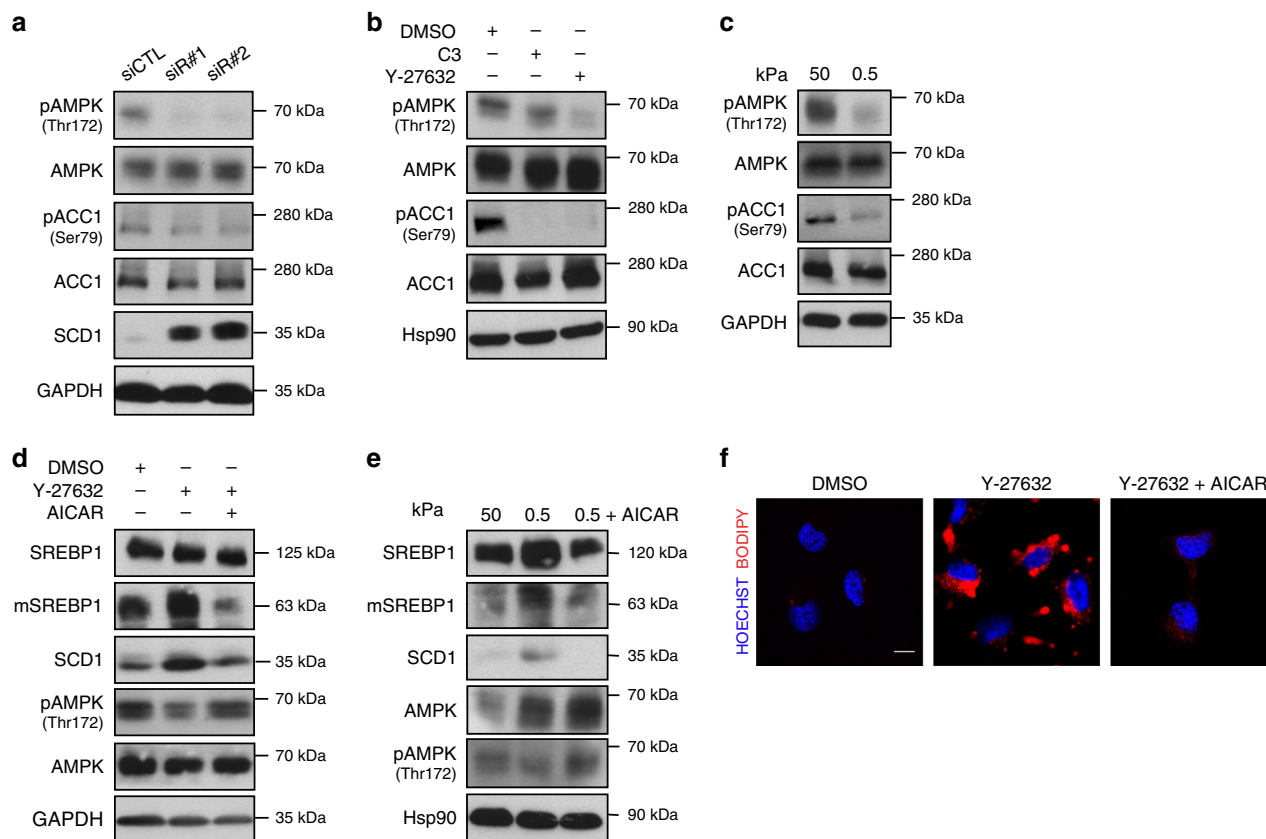 a
siCTL siR#1 siR#2
pAMPK
(Thr172)
70 kDa
AMPK
70 kDa
pACC1
(Ser79)
280 kDa
ACC1
280 kDa
SCD1
35 kDa
GAPDH
35 kDa
b
DMSO + – –
C3 – + –
Y-27632 – – +
pAMPK
(Thr172)
70 kDa
AMPK
70 kDa
pACC1
(Ser79)
280 kDa
ACC1
280 kDa
Hsp90
90 kDa
c
kPa 50 0.5
pAMPK
(Thr172)
70 kDa
AMPK
70 kDa
pACC1
(Ser79)
280 kDa
ACC1
280 kDa
GAPDH
35 kDa
d
DMSO + – –
Y-27632 – + +
AICAR – – +
SREBP1
125 kDa
mSREBP1
63 kDa
SCD1
35 kDa
pAMPK
(Thr172)
70 kDa
AMPK
70 kDa
GAPDH
35 kDa
e
kPa 50 0.5 0.5 + AICAR
SREBP1
120 kDa
mSREBP1
63 kDa
SCD1
35 kDa
AMPK
70 kDa
pAMPK
(Thr172)
70 kDa
Hsp90
90 kDa
f
DMSO Y-27632 Y-27632 + AICAR
HOECHST BODIPY